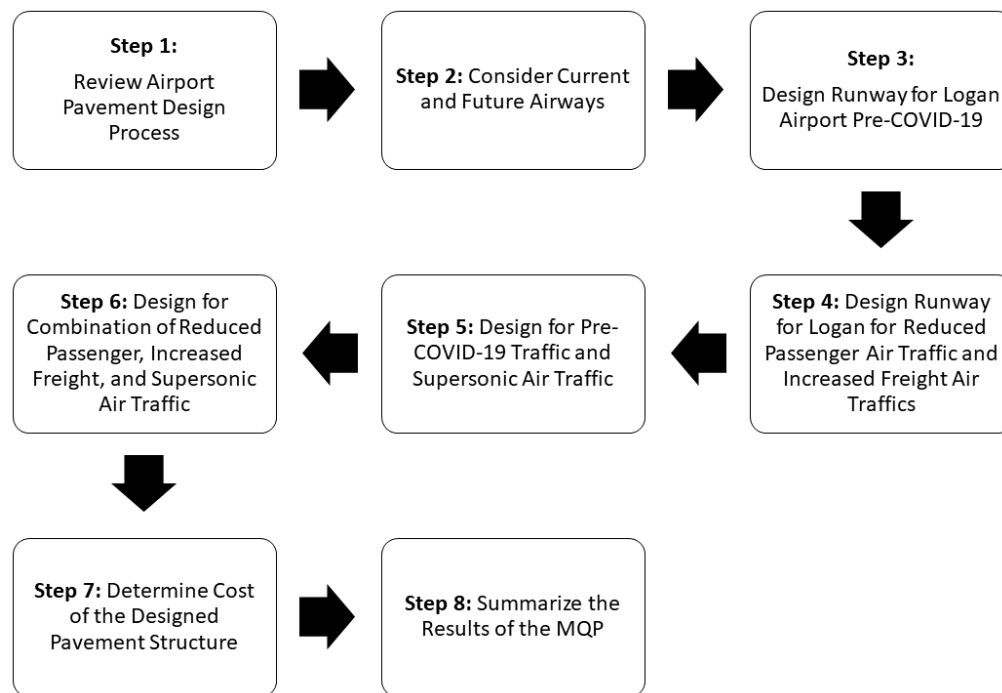 Step 1:
Review Airport
Pavement Design
Process
Step 2: Consider Current
and Future Airways
Step 3:
Design Runway for Logan
Airport Pre-COVID-19
Step 4: Design Runway
for Logan for Reduced
Passenger Air Traffic and
Increased Freight Air
Traffics
Step 5: Design for Pre-
COVID-19 Traffic and
Supersonic Air Traffic
Step 6: Design for
Combination of Reduced
Passenger, Increased
Freight, and Supersonic
Air Traffic
Step 7: Determine Cost
of the Designed
Pavement Structure
Step 8: Summarize the
Results of the MQP